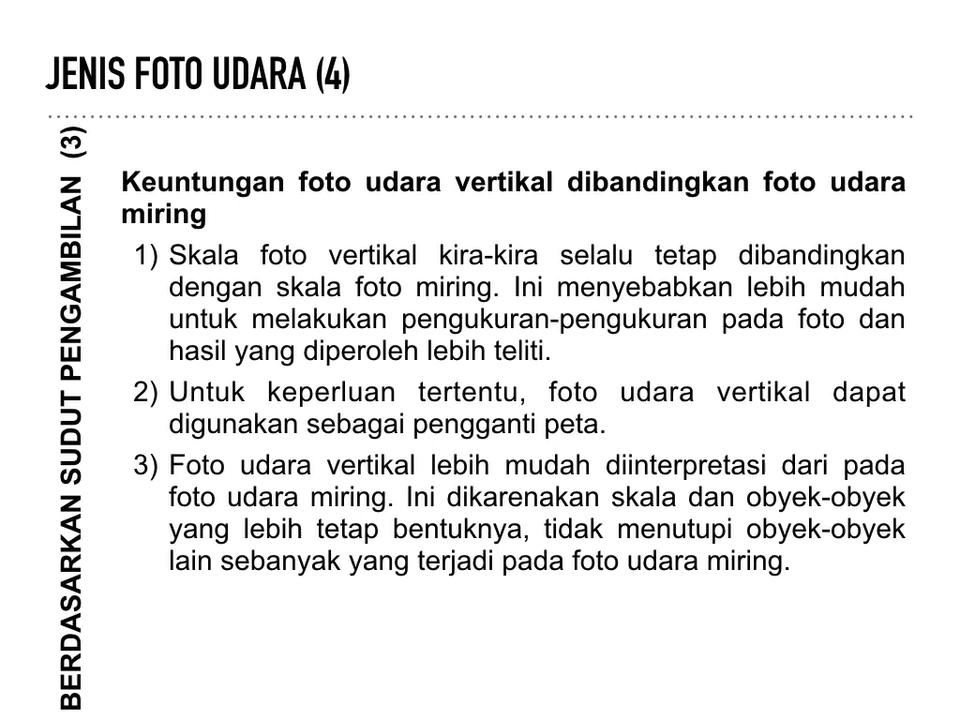 JENIS FOTO UDARA (4)
BERDASARKAN SUDUT PENGAMBILAN (3)
Keuntungan foto udara vertikal dibandingkan foto udara
miring
1) Skala foto vertikal kira-kira selalu tetap dibandingkan
dengan skala foto miring. Ini menyebabkan lebih mudah
untuk melakukan pengukuran-pengukuran pada foto dan
hasil yang diperoleh lebih teliti.
2) Untuk keperluan tertentu, foto udara vertikal dapat
digunakan sebagai pengganti peta.
3) Foto udara vertikal lebih mudah diinterpretasi dari pada
foto udara miring. Ini dikarenakan skala dan obyek-obyek
yang lebih tetap bentuknya, tidak menutupi obyek-obyek
lain sebanyak yang terjadi pada foto udara miring.